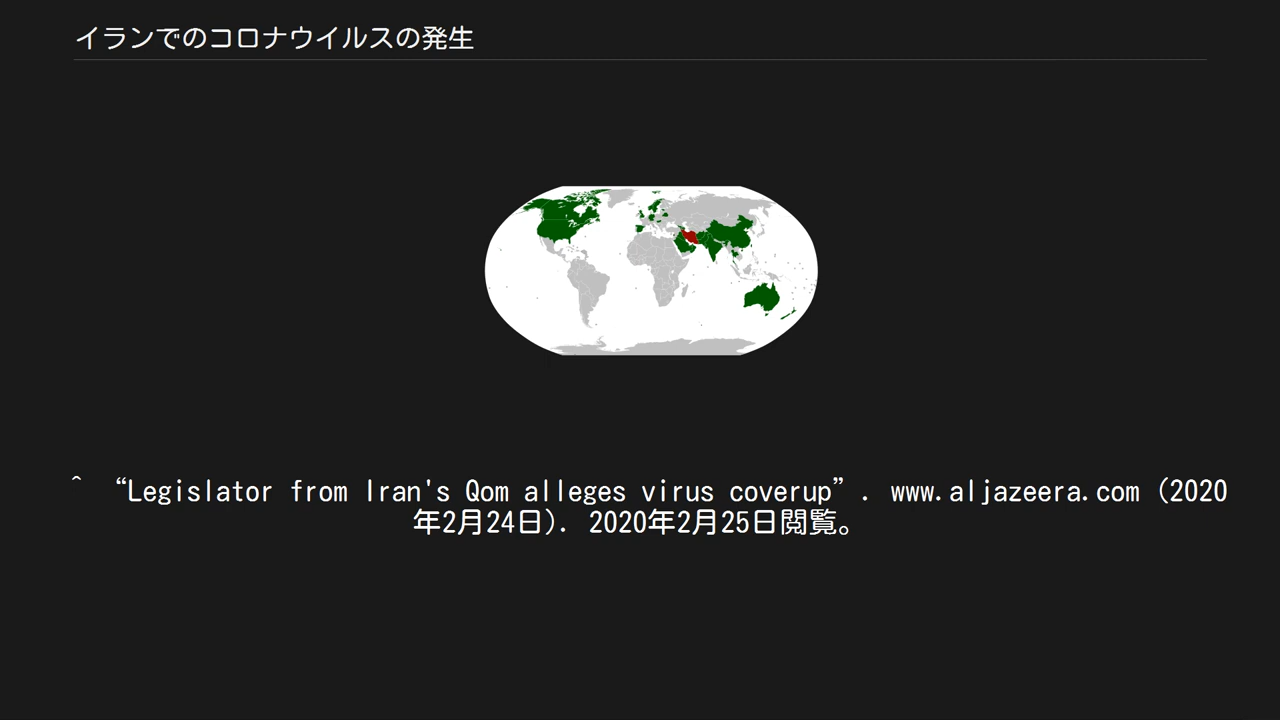 イランでのコロナウイルスの発生
^ “Legislator from Iran's Qom alleges virus coverup”. www.aljazeera.com (2020
年2月24日). 2020年2月25日閲覧。